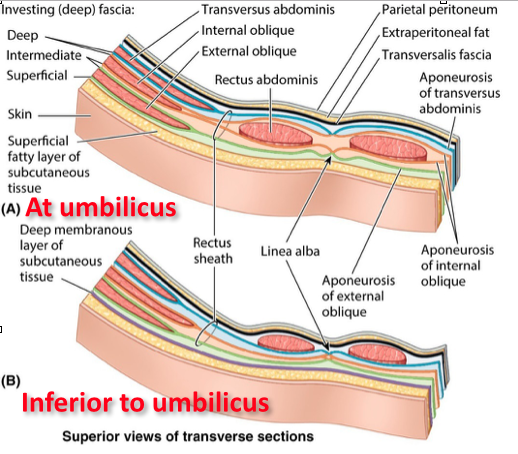 Investing (deep) fascia:
Deep
Intermediate
Superficial
Skin
Superficial
fatty layer of
subcutaneous
tissue
Transversus abdominis
Internal oblique
External oblique
Rectus abdominis
Parietal peritoneum
Extraperitoneal fat
Transversalis fascia
Aponeurosis
of transversus
abdominis
(A) At umbilicus
Deep membranous
layer of
subcutaneous
tissue
Rectus
sheath
Linea alba
Aponeurosis
of external
oblique
Aponeurosis
of internal
oblique
(B)
Inferior to umbilicus
Superior views of transverse sections